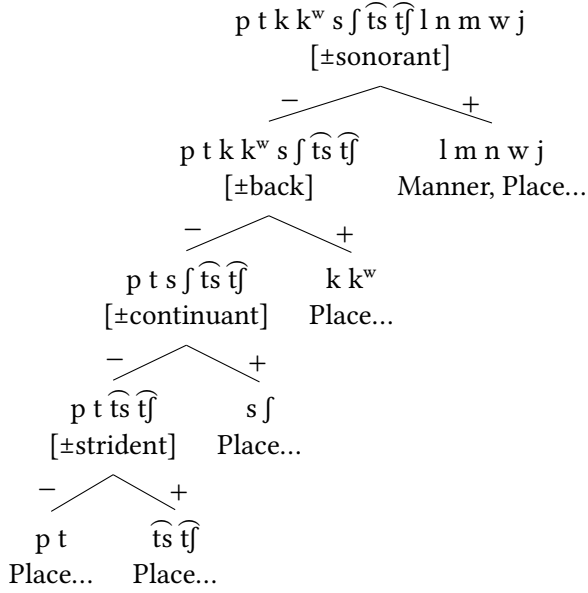 p t k kʷ s ʃ t͡s t͡ʃ l n m w j
[±sonorant]
− +
p t k kʷ s ʃ t͡s t͡ʃ l m n w j
[±back] Manner, Place…
− +
p t s ʃ t͡s t͡ʃ k kʷ
[±continuant] Place…
− +
p t t͡s t͡ʃ s ʃ
[±strident] Place…
− +
p t t͡s t͡ʃ
Place… Place…